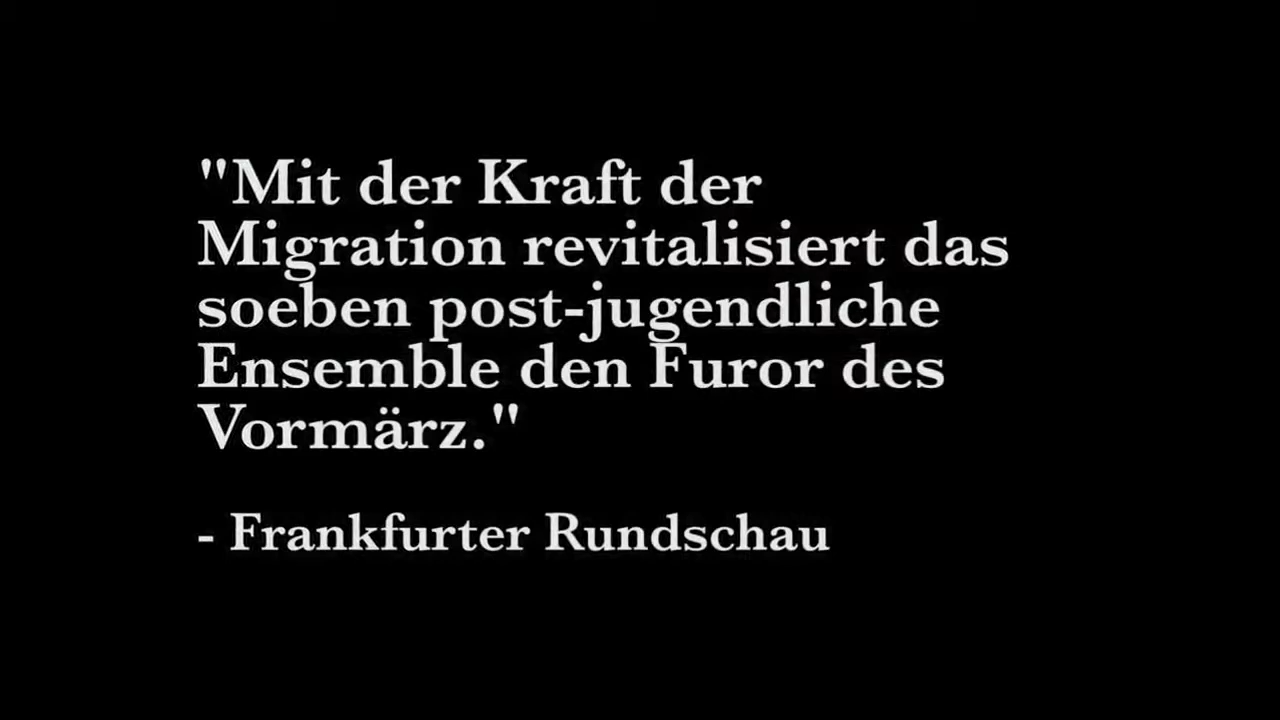 "Mit der Kraft der
Migration revitalisiert das
soeben post-jugendliche
Ensemble den Furor des
Vormärz."
- Frankfurter Rundschau